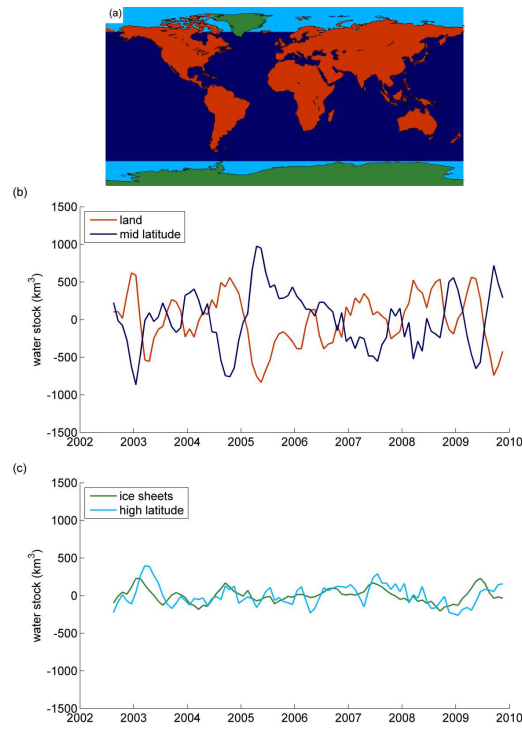 (a)
(b)
1500
1000
500
0
-500
-1000
-1500
water stock (km³)
land
mid latitude
2002 2003 2004 2005 2006 2007 2008 2009 2010
(c)
1500
1000
500
0
-500
-1000
-1500
water stock (km³)
ice sheets
high latitude
2002 2003 2004 2005 2006 2007 2008 2009 2010